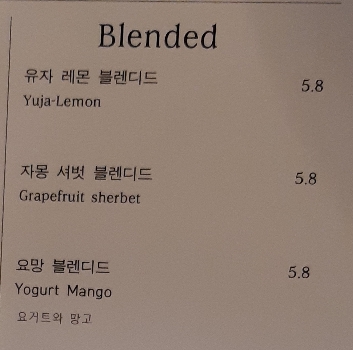 Blended
유자 레몬 블렌디드 5.8
Yuja-Lemon
자몽 셔벗 블렌디드 5.8
Grapefruit sherbet
요망 블렌디드 5.8
Yogurt Mango
요거트와 망고